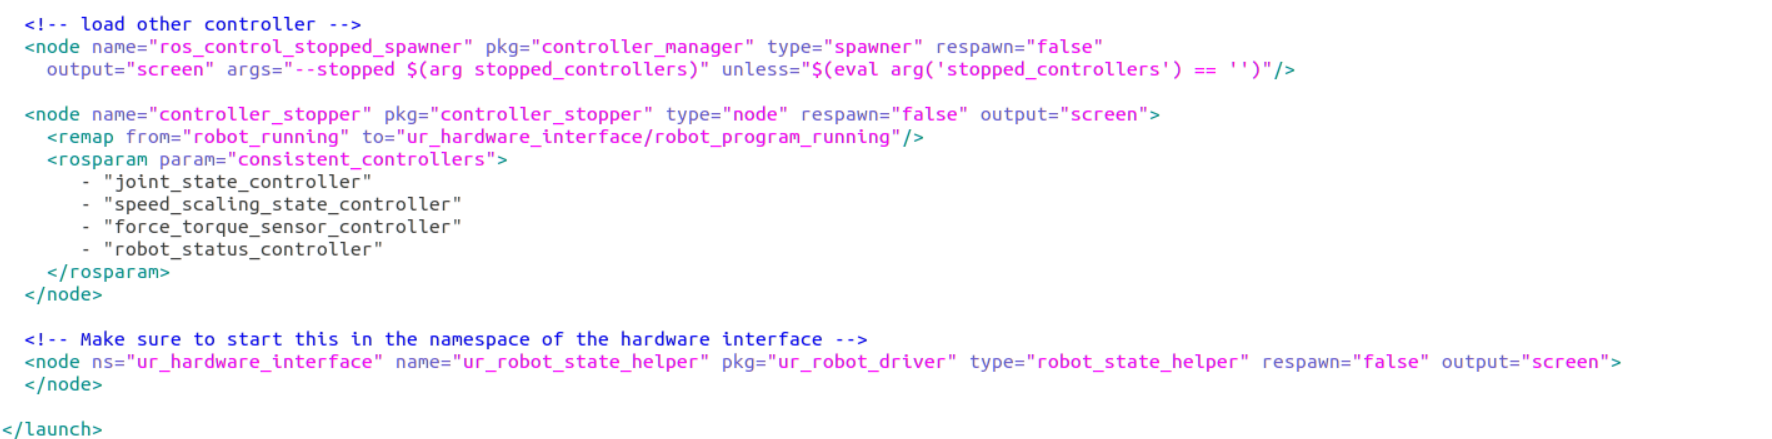 <!-- load other controller -->
<node name="ros_control_stopped_spawner" pkg="controller_manager" type="spawner" respawn="false"
output="screen" args="--stopped $(arg stopped_controllers)" unless="$(eval arg('stopped_controllers') == '')"/>
<node name="controller_stopper" pkg="controller_stopper" type="node" respawn="false" output="screen">
<remap from="robot_running" to="ur_hardware_interface/robot_program_running"/>
<rosparam param="consistent_controllers">
- "joint_state_controller"
- "speed_scaling_state_controller"
- "force_torque_sensor_controller"
- "robot_status_controller"
</rosparam>
</node>
<!-- Make sure to start this in the namespace of the hardware interface -->
<node ns="ur_hardware_interface" name="ur_robot_state_helper" pkg="ur_robot_driver" type="robot_state_helper" respawn="false" output="screen">
</node>
</launch>